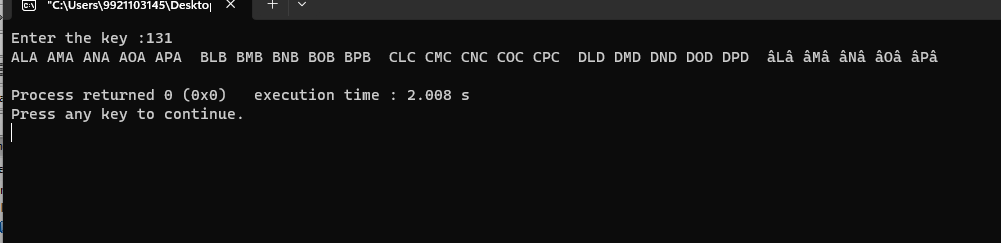 "C:\Users\9921103145\Deskto
Enter the key :131
ALA AMA ANA AOA APA  BLB BMB BNB BOB BPB  CLC CMC CNC COC CPC  DLD DMD DND DOD DPD  âLâ âMâ âNâ âOâ âPâ
Process returned 0 (0x0)   execution time : 2.008 s
Press any key to continue.